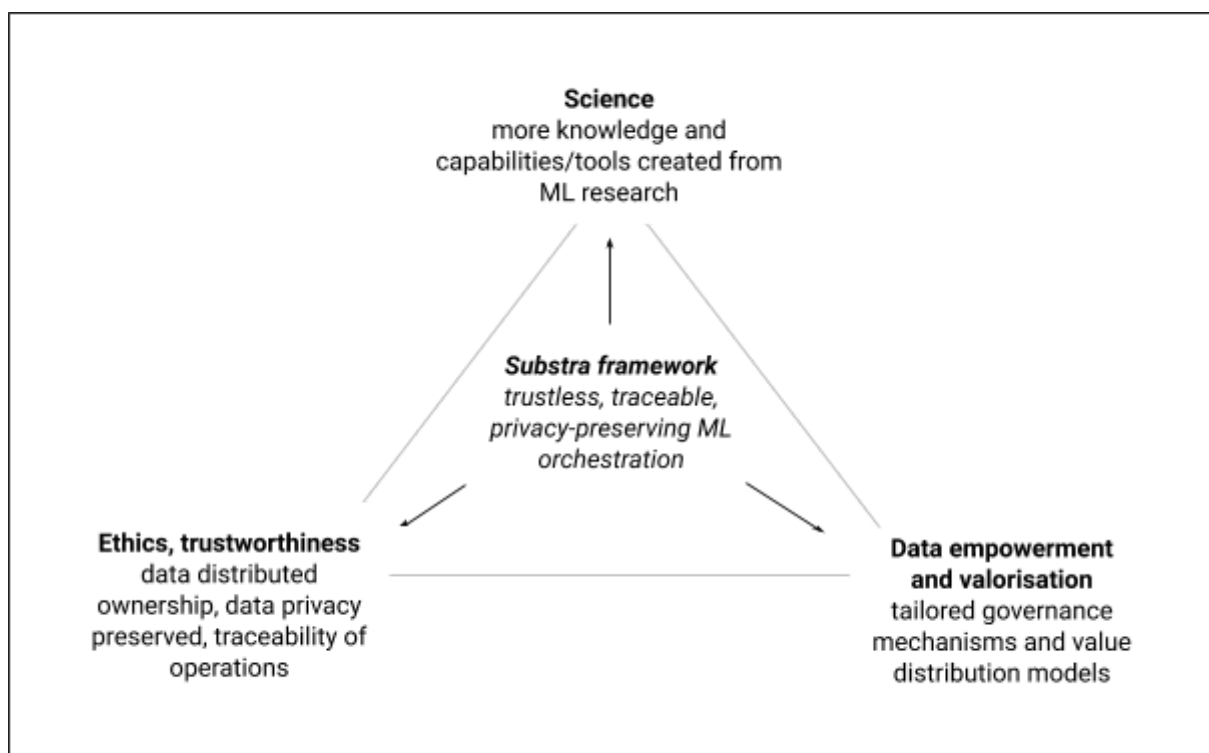 Science
more knowledge and
capabilities/tools created from
ML research
Substra framework
trustless, traceable,
privacy-preserving ML
orchestration
Ethics, trustworthiness
data distributed
ownership, data privacy
preserved, traceability of
operations
Data empowerment
and valorisation
tailored governance
mechanisms and value
distribution models